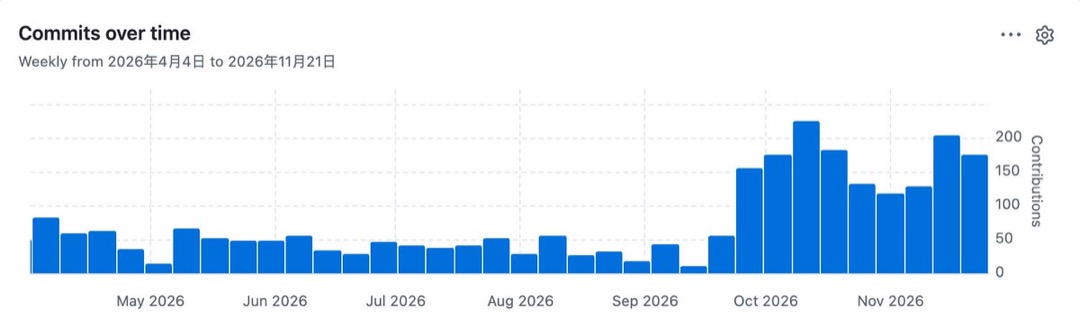 Commits over time
Weekly from 2026年4月4日 to 2026年11月21日
200
150
100
50
0
Contributions
May 2026
Jun 2026
Jul 2026
Aug 2026
Sep 2026
Oct 2026
Nov 2026